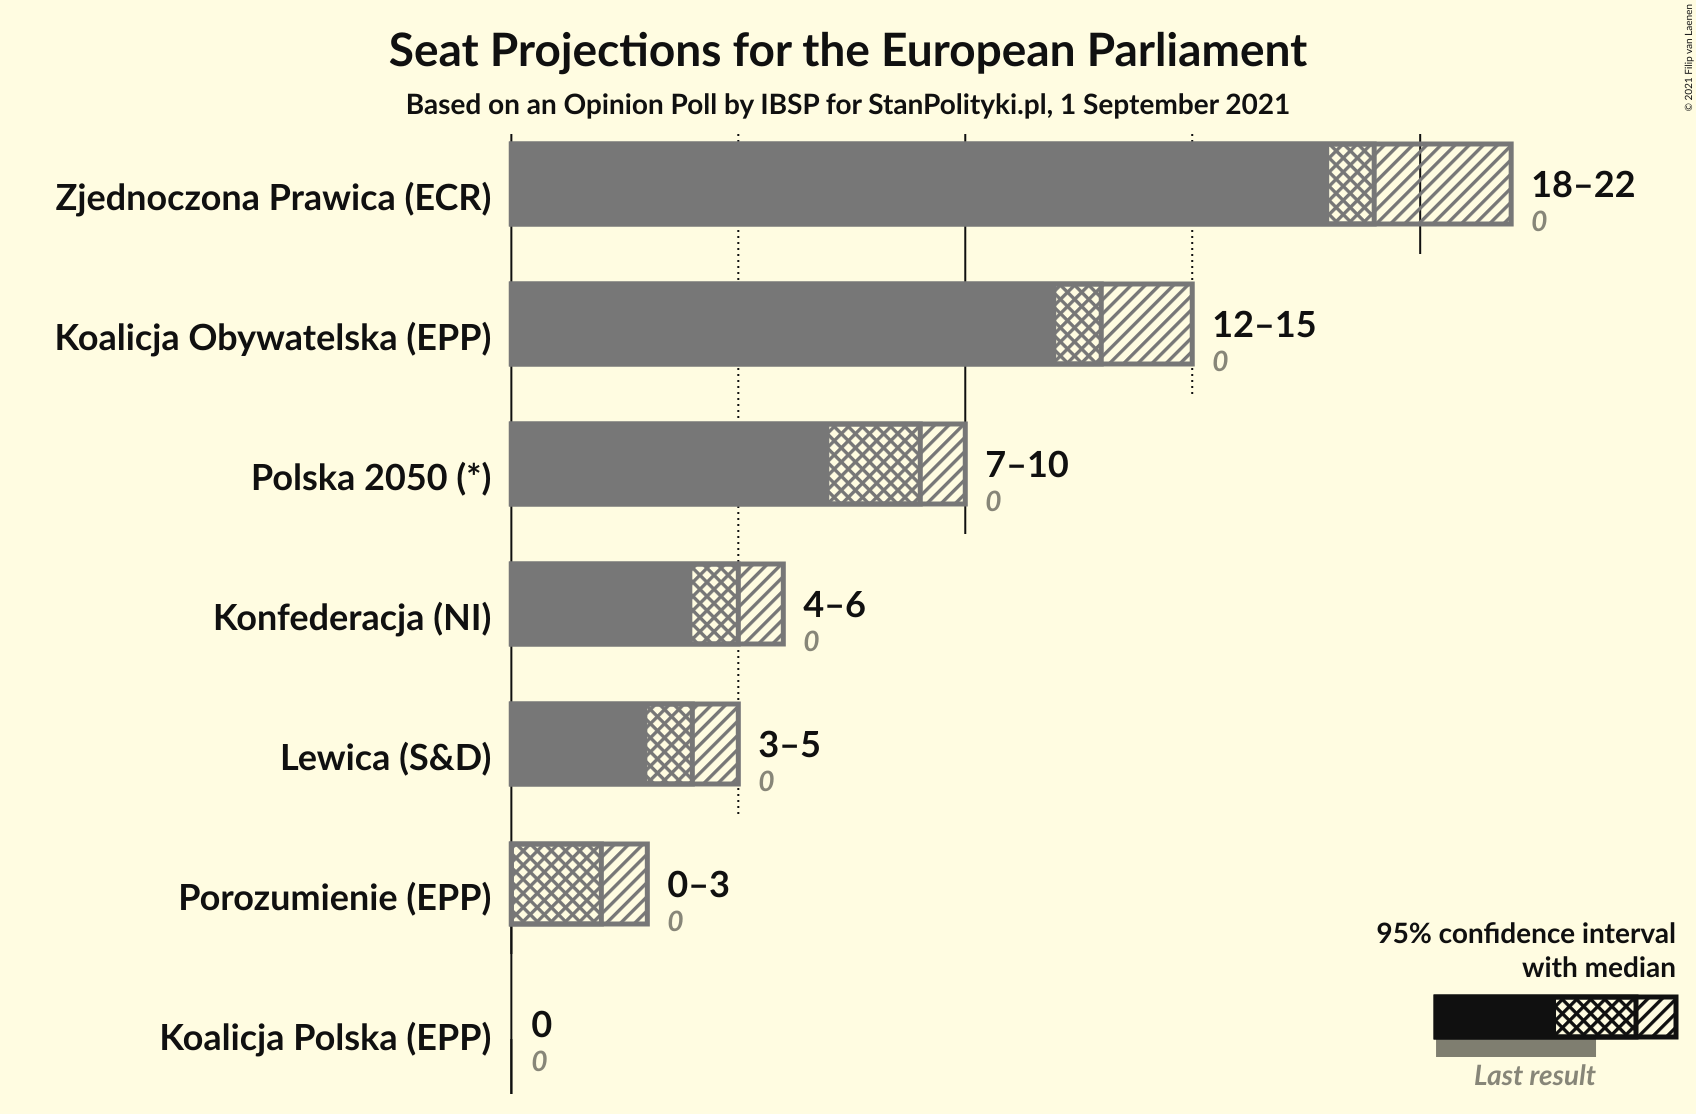 Seat Projections for the European Parliament
Based on an Opinion Poll by IBSP for StanPolityki.pl, 1 September 2021
© 2021 Filip van Laenen
Zjednoczona Prawica (ECR)
18–22
0
Koalicja Obywatelska (EPP)
12–15
0
Polska 2050 (*)
7–10
0
Konfederacja (NI)
4–6
0
Lewica (S&D)
3–5
0
Porozumienie (EPP)
0–3
0
Koalicja Polska (EPP)
0
0
95% confidence interval
with median
Last result